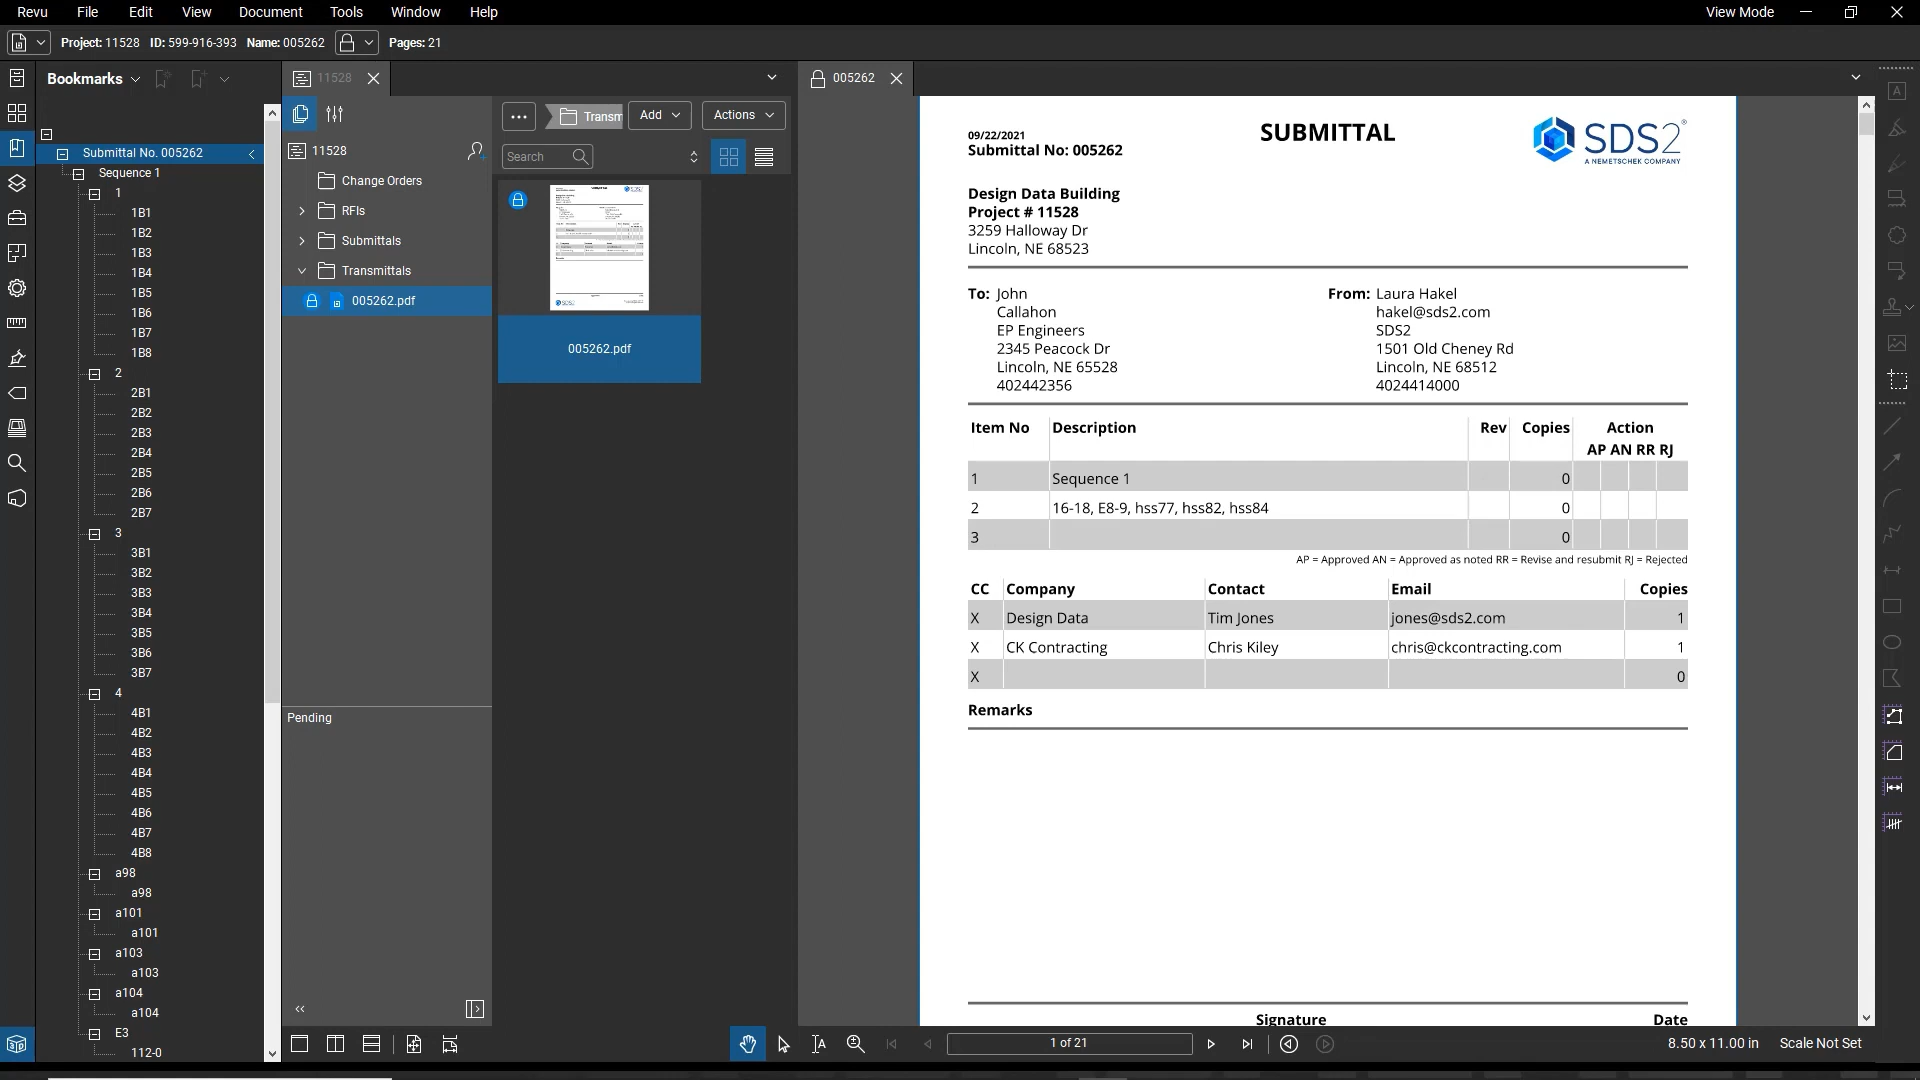 Revu File Edit View Document Tools Window Help View Mode
Project: 11528 ID: 599-916-393 Name: 005262 Pages: 21
Bookmarks
Submittal No. 005262
Sequence 1
1
1B1
1B2
1B3
1B4
1B5
1B6
1B7
1B8
2
2B1
2B2
2B3
2B4
2B5
2B6
2B7
3
3B1
3B2
3B3
3B4
3B5
3B6
3B7
4
4B1
4B2
4B3
4B4
4B5
4B6
4B7
4B8
a98
a98
a101
a101
a103
a103
a104
a104
E3
112-0
11528
11528
Change Orders
RFIs
Submittals
Transmittals
005262.pdf
Pending
Transm Add Actions
Search
005262.pdf
005262
09/22/2021
Submittal No: 005262
SUBMITTAL
SDS2
A NEMETSCHEK COMPANY
Design Data Building
Project # 11528
3259 Halloway Dr
Lincoln, NE 68523
To: John
Callahon
EP Engineers
2345 Peacock Dr
Lincoln, NE 65528
402442356
From: Laura Hakel
hakel@sds2.com
SDS2
1501 Old Cheney Rd
Lincoln, NE 68512
4024414000
Item No Description Rev Copies Action
AP AN RR RJ
1 Sequence 1 0
2 16-18, E8-9, hss77, hss82, hss84 0
3 0
AP = Approved AN = Approved as noted RR = Revise and resubmit RJ = Rejected
CC Company Contact Email Copies
X Design Data Tim Jones jones@sds2.com 1
X CK Contracting Chris Kiley chris@ckcontracting.com 1
X 0
Remarks
Signature Date
1 of 21
8.50 x 11.00 in Scale Not Set